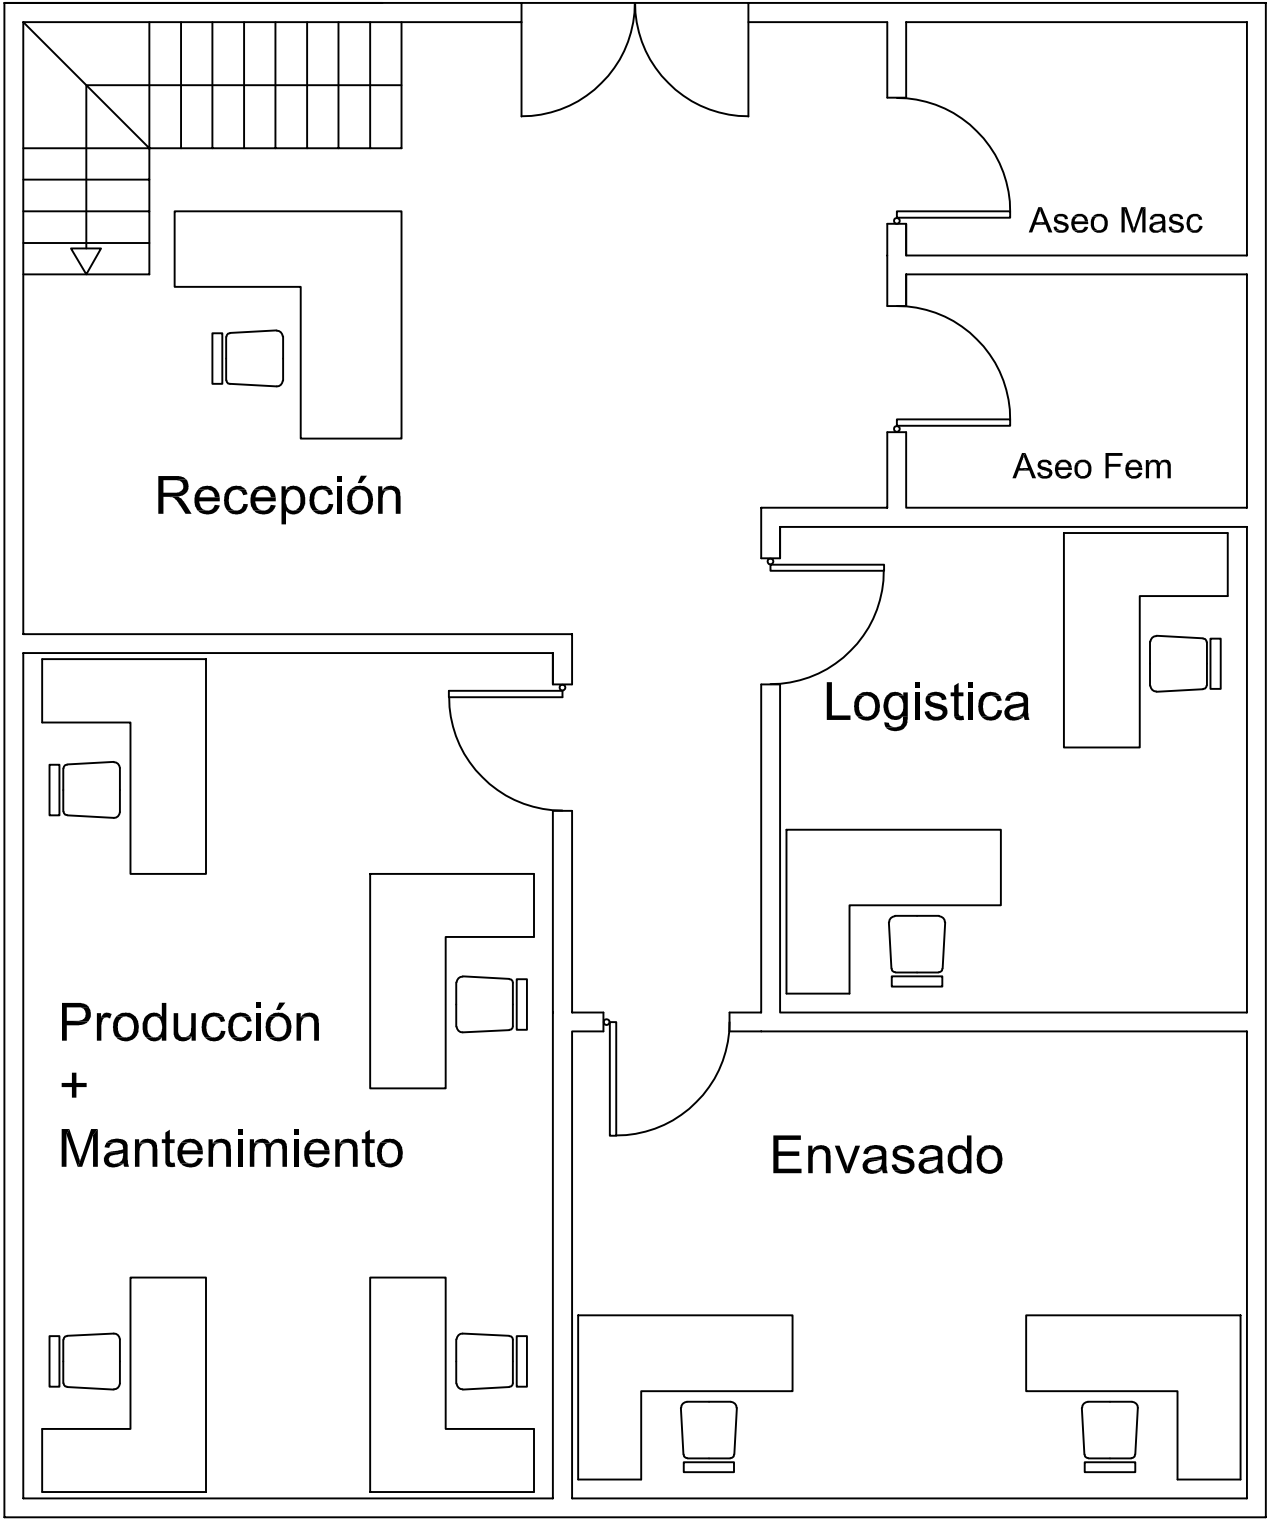 Aseo Masc
Aseo Fem
Recepción
Logistica
Producción
+
Mantenimiento
Envasado